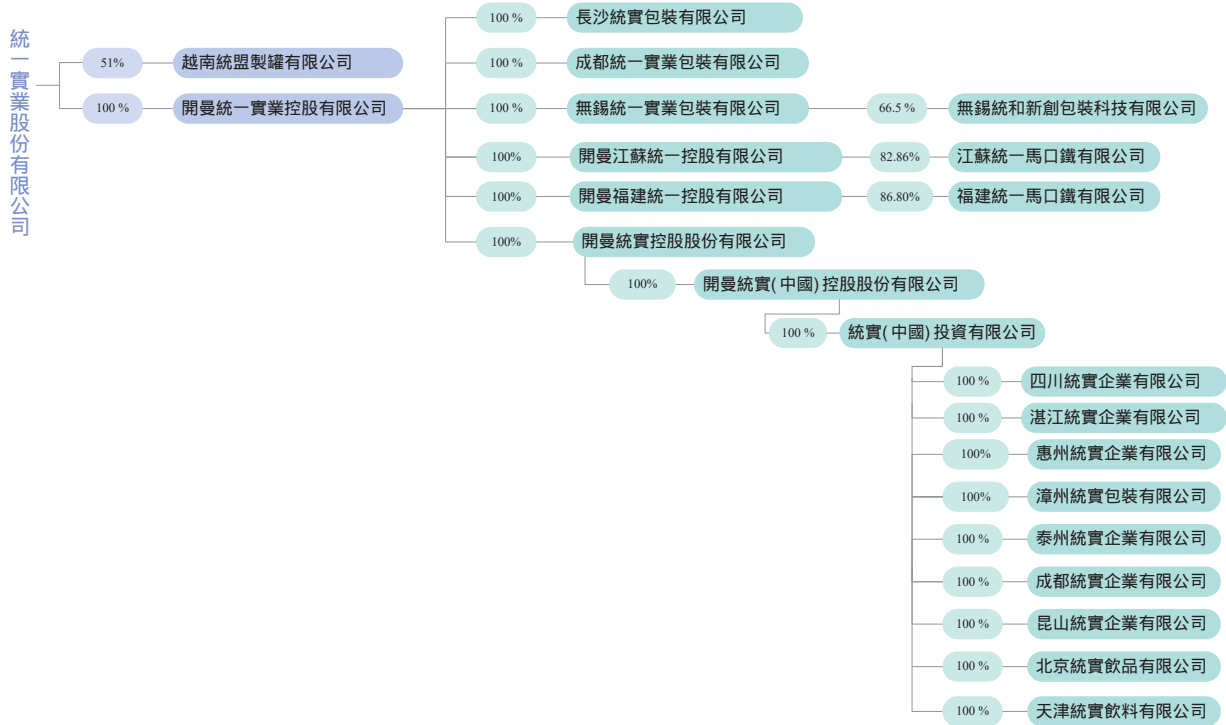 統一實業股份有限公司
51% 越南統盟製罐有限公司
100 % 開曼統一實業控股有限公司
100 % 長沙統實包裝有限公司
100 % 成都統一實業包裝有限公司
100 % 無錫統一實業包裝有限公司 66.5 % 無錫統和新創包裝科技有限公司
100% 開曼江蘇統一控股有限公司 82.86% 江蘇統一馬口鐵有限公司
100% 開曼福建統一控股有限公司 86.80% 福建統一馬口鐵有限公司
100% 開曼統實控股股份有限公司
100% 開曼統實(中國)控股股份有限公司
100 % 統實(中國)投資有限公司
100 % 四川統實企業有限公司
100 % 湛江統實企業有限公司
100% 惠州統實企業有限公司
100% 漳州統實包裝有限公司
100 % 泰州統實企業有限公司
100 % 成都統實企業有限公司
100 % 昆山統實企業有限公司
100 % 北京統實飲品有限公司
100 % 天津統實飲料有限公司